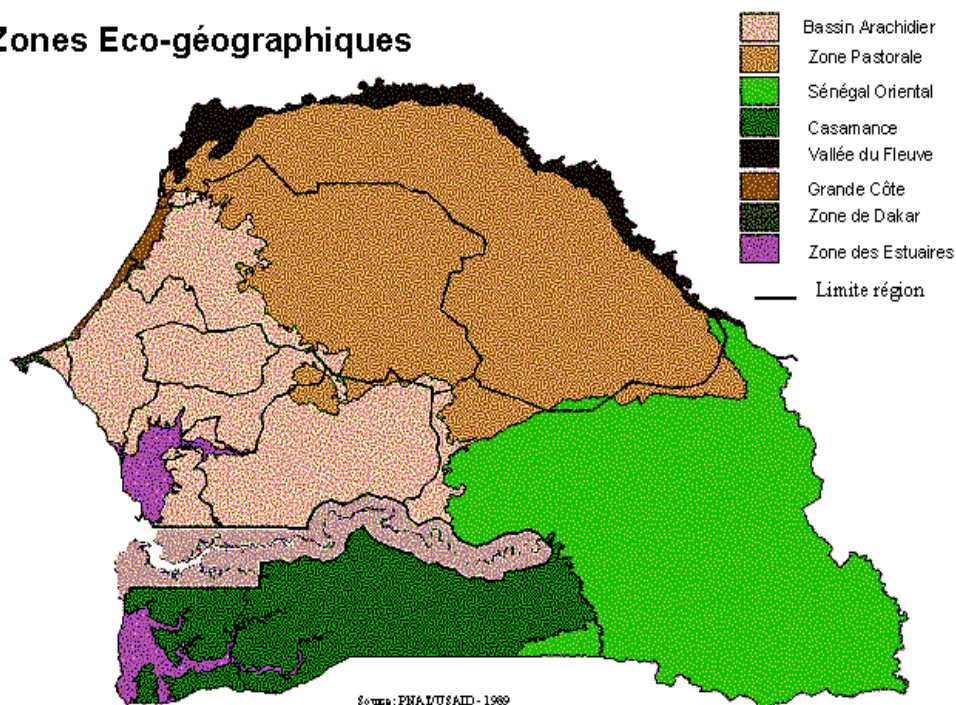 Zones Eco-géographiques
Bassin Arachidier
Zone Pastorale
Sénégal Oriental
Casamance
Vallée du Fleuve
Grande Côte
Zone de Dakar
Zone des Estuaires
Limite région
Source: PNAT/USAID - 1989